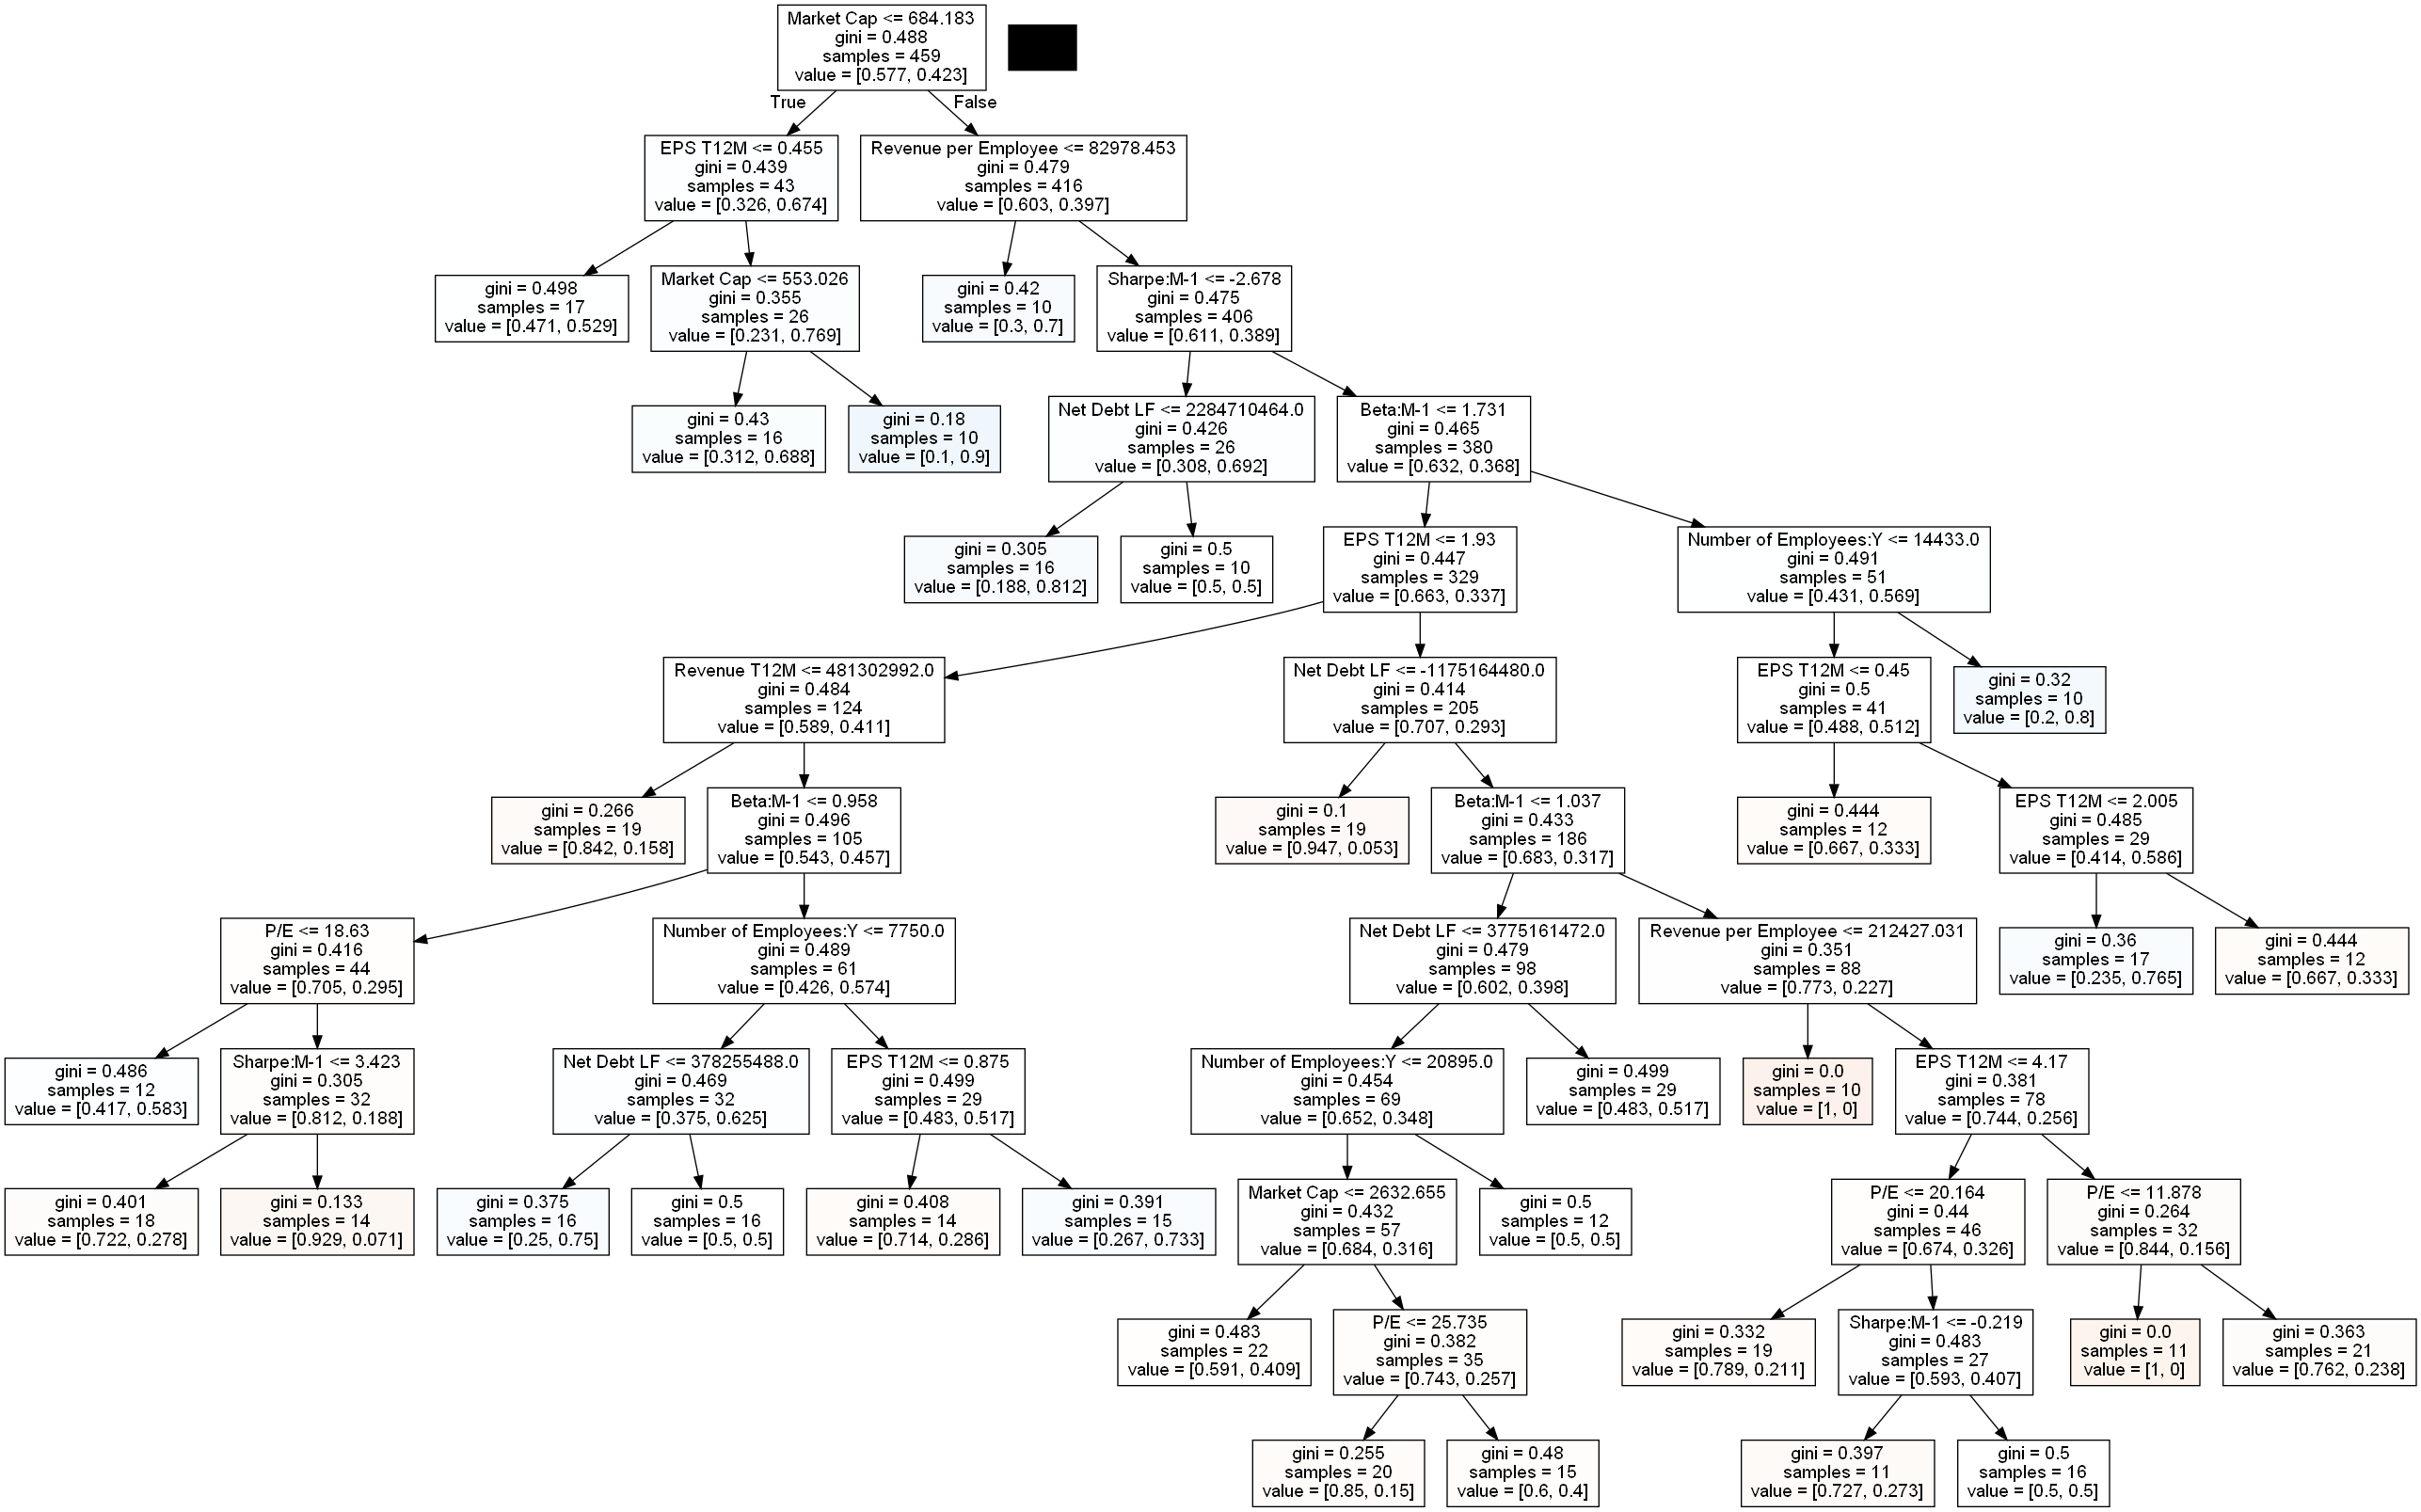 Market Cap <= 684.183
gini = 0.488
samples = 459
value = [0.577, 0.423]
True
False
EPS T12M <= 0.455
gini = 0.439
samples = 43
value = [0.326, 0.674]
Revenue per Employee <= 82978.453
gini = 0.479
samples = 416
value = [0.603, 0.397]
gini = 0.498
samples = 17
value = [0.471, 0.529]
Market Cap <= 553.026
gini = 0.355
samples = 26
value = [0.231, 0.769]
gini = 0.42
samples = 10
value = [0.3, 0.7]
Sharpe:M-1 <= -2.678
gini = 0.475
samples = 406
value = [0.611, 0.389]
gini = 0.43
samples = 16
value = [0.312, 0.688]
gini = 0.18
samples = 10
value = [0.1, 0.9]
Net Debt LF <= 2284710464.0
gini = 0.426
samples = 26
value = [0.308, 0.692]
Beta:M-1 <= 1.731
gini = 0.465
samples = 380
value = [0.632, 0.368]
gini = 0.305
samples = 16
value = [0.188, 0.812]
gini = 0.5
samples = 10
value = [0.5, 0.5]
EPS T12M <= 1.93
gini = 0.447
samples = 329
value = [0.663, 0.337]
Number of Employees:Y <= 14433.0
gini = 0.491
samples = 51
value = [0.431, 0.569]
Revenue T12M <= 481302992.0
gini = 0.484
samples = 124
value = [0.589, 0.411]
Net Debt LF <= -1175164480.0
gini = 0.414
samples = 205
value = [0.707, 0.293]
EPS T12M <= 0.45
gini = 0.5
samples = 41
value = [0.488, 0.512]
gini = 0.32
samples = 10
value = [0.2, 0.8]
gini = 0.266
samples = 19
value = [0.842, 0.158]
Beta:M-1 <= 0.958
gini = 0.496
samples = 105
value = [0.543, 0.457]
gini = 0.1
samples = 19
value = [0.947, 0.053]
Beta:M-1 <= 1.037
gini = 0.433
samples = 186
value = [0.683, 0.317]
gini = 0.444
samples = 12
value = [0.667, 0.333]
EPS T12M <= 2.005
gini = 0.485
samples = 29
value = [0.414, 0.586]
P/E <= 18.63
gini = 0.416
samples = 44
value = [0.705, 0.295]
Number of Employees:Y <= 7750.0
gini = 0.489
samples = 61
value = [0.426, 0.574]
Net Debt LF <= 3775161472.0
gini = 0.479
samples = 98
value = [0.602, 0.398]
Revenue per Employee <= 212427.031
gini = 0.351
samples = 88
value = [0.773, 0.227]
gini = 0.36
samples = 17
value = [0.235, 0.765]
gini = 0.444
samples = 12
value = [0.667, 0.333]
gini = 0.486
samples = 12
value = [0.417, 0.583]
Sharpe:M-1 <= 3.423
gini = 0.305
samples = 32
value = [0.812, 0.188]
Net Debt LF <= 378255488.0
gini = 0.469
samples = 32
value = [0.375, 0.625]
EPS T12M <= 0.875
gini = 0.499
samples = 29
value = [0.483, 0.517]
Number of Employees:Y <= 20895.0
gini = 0.454
samples = 69
value = [0.652, 0.348]
gini = 0.499
samples = 29
value = [0.483, 0.517]
gini = 0.0
samples = 10
value = [1, 0]
EPS T12M <= 4.17
gini = 0.381
samples = 78
value = [0.744, 0.256]
gini = 0.401
samples = 18
value = [0.722, 0.278]
gini = 0.133
samples = 14
value = [0.929, 0.071]
gini = 0.375
samples = 16
value = [0.25, 0.75]
gini = 0.5
samples = 16
value = [0.5, 0.5]
gini = 0.408
samples = 14
value = [0.714, 0.286]
gini = 0.391
samples = 15
value = [0.267, 0.733]
Market Cap <= 2632.655
gini = 0.432
samples = 57
value = [0.684, 0.316]
gini = 0.5
samples = 12
value = [0.5, 0.5]
P/E <= 20.164
gini = 0.44
samples = 46
value = [0.674, 0.326]
P/E <= 11.878
gini = 0.264
samples = 32
value = [0.844, 0.156]
gini = 0.483
samples = 22
value = [0.591, 0.409]
P/E <= 25.735
gini = 0.382
samples = 35
value = [0.743, 0.257]
gini = 0.332
samples = 19
value = [0.789, 0.211]
Sharpe:M-1 <= -0.219
gini = 0.483
samples = 27
value = [0.593, 0.407]
gini = 0.0
samples = 11
value = [1, 0]
gini = 0.363
samples = 21
value = [0.762, 0.238]
gini = 0.255
samples = 20
value = [0.85, 0.15]
gini = 0.48
samples = 15
value = [0.6, 0.4]
gini = 0.397
samples = 11
value = [0.727, 0.273]
gini = 0.5
samples = 16
value = [0.5, 0.5]